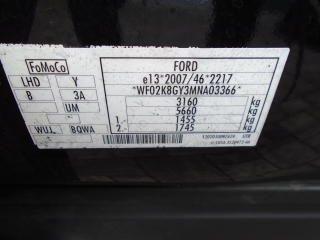 FoMoCo
FORD
LHD Y
e13*2007/46*2217
B 3A
*WF02K8GY3MNA03366*
UM
3160 kg
5660 kg
1. 1455 kg
WUJ. 8QWA
2. 1745 kg